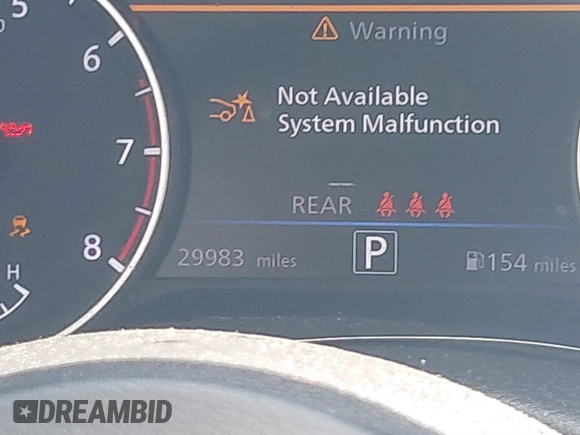 5
6
7
8
H
Warning
Not Available
System Malfunction
REAR
29983 miles
P
154 miles
DREAMBID